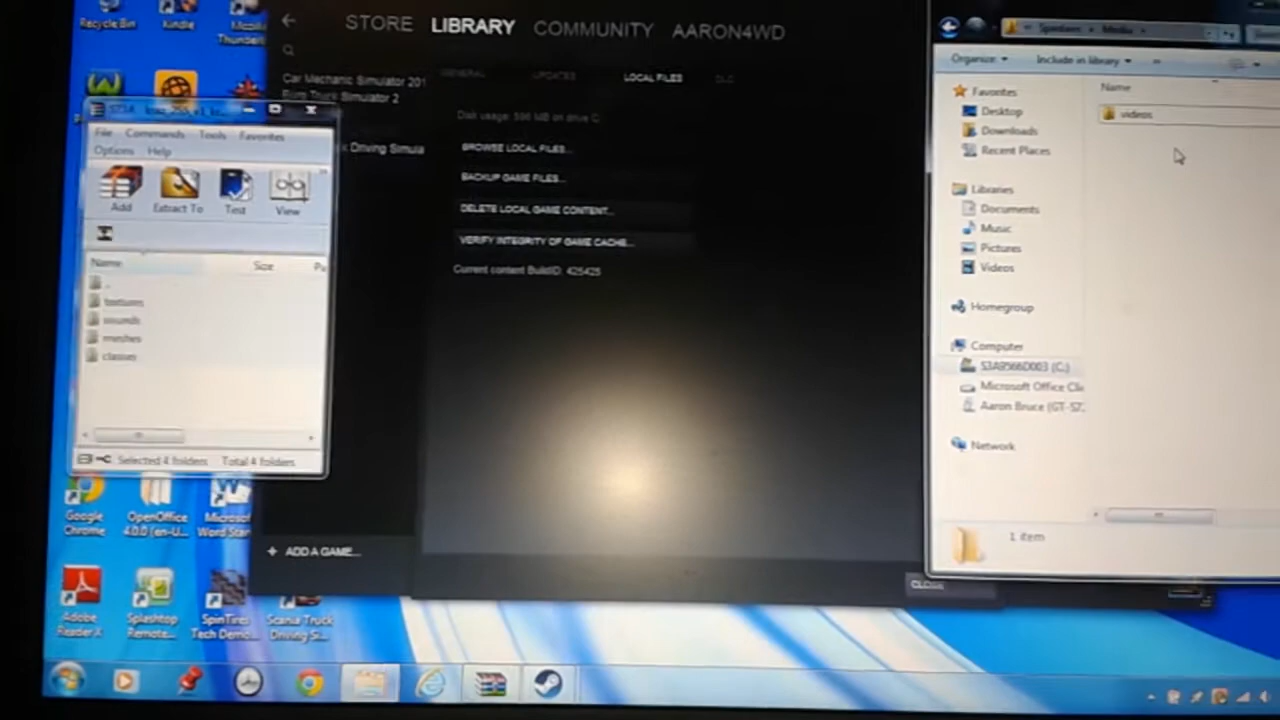 Recycle Bin
Kindle
Mozilla
Thunderb
STORE LIBRARY COMMUNITY AARON4WD
Car Mechanic Simulator 201
Euro Truck Simulator 2
k Driving Simula
GENERAL UPDATES LOCAL FILES DLC
Disk usage: 596 MB on drive C:
BROWSE LOCAL FILES...
BACKUP GAME FILES...
DELETE LOCAL GAME CONTENT...
VERIFY INTEGRITY OF GAME CACHE...
Current content BuildID: 425425
+ ADD A GAME...
CLOSE
File Commands Tools Favorites
Options Help
Add Extract To Test View
Name Size Pa
..
textures
sounds
meshes
classes
Selected 4 folders Total 4 folders
Spintires Media
Organize Include in library
Name
videos
Favorites
Desktop
Downloads
Recent Places
Libraries
Documents
Music
Pictures
Videos
Homegroup
Computer
S3A9566D003 (C:)
Microsoft Office Clic
Aaron Bruce (GT-S7
Network
1 item
Google
Chrome
OpenOffice
4.0.0 (en-U...
Microsof
Word Star
Adobe
Reader X
Splashtop
Remote...
SpinTires
Tech Demo...
Scania Truck
Driving Si...